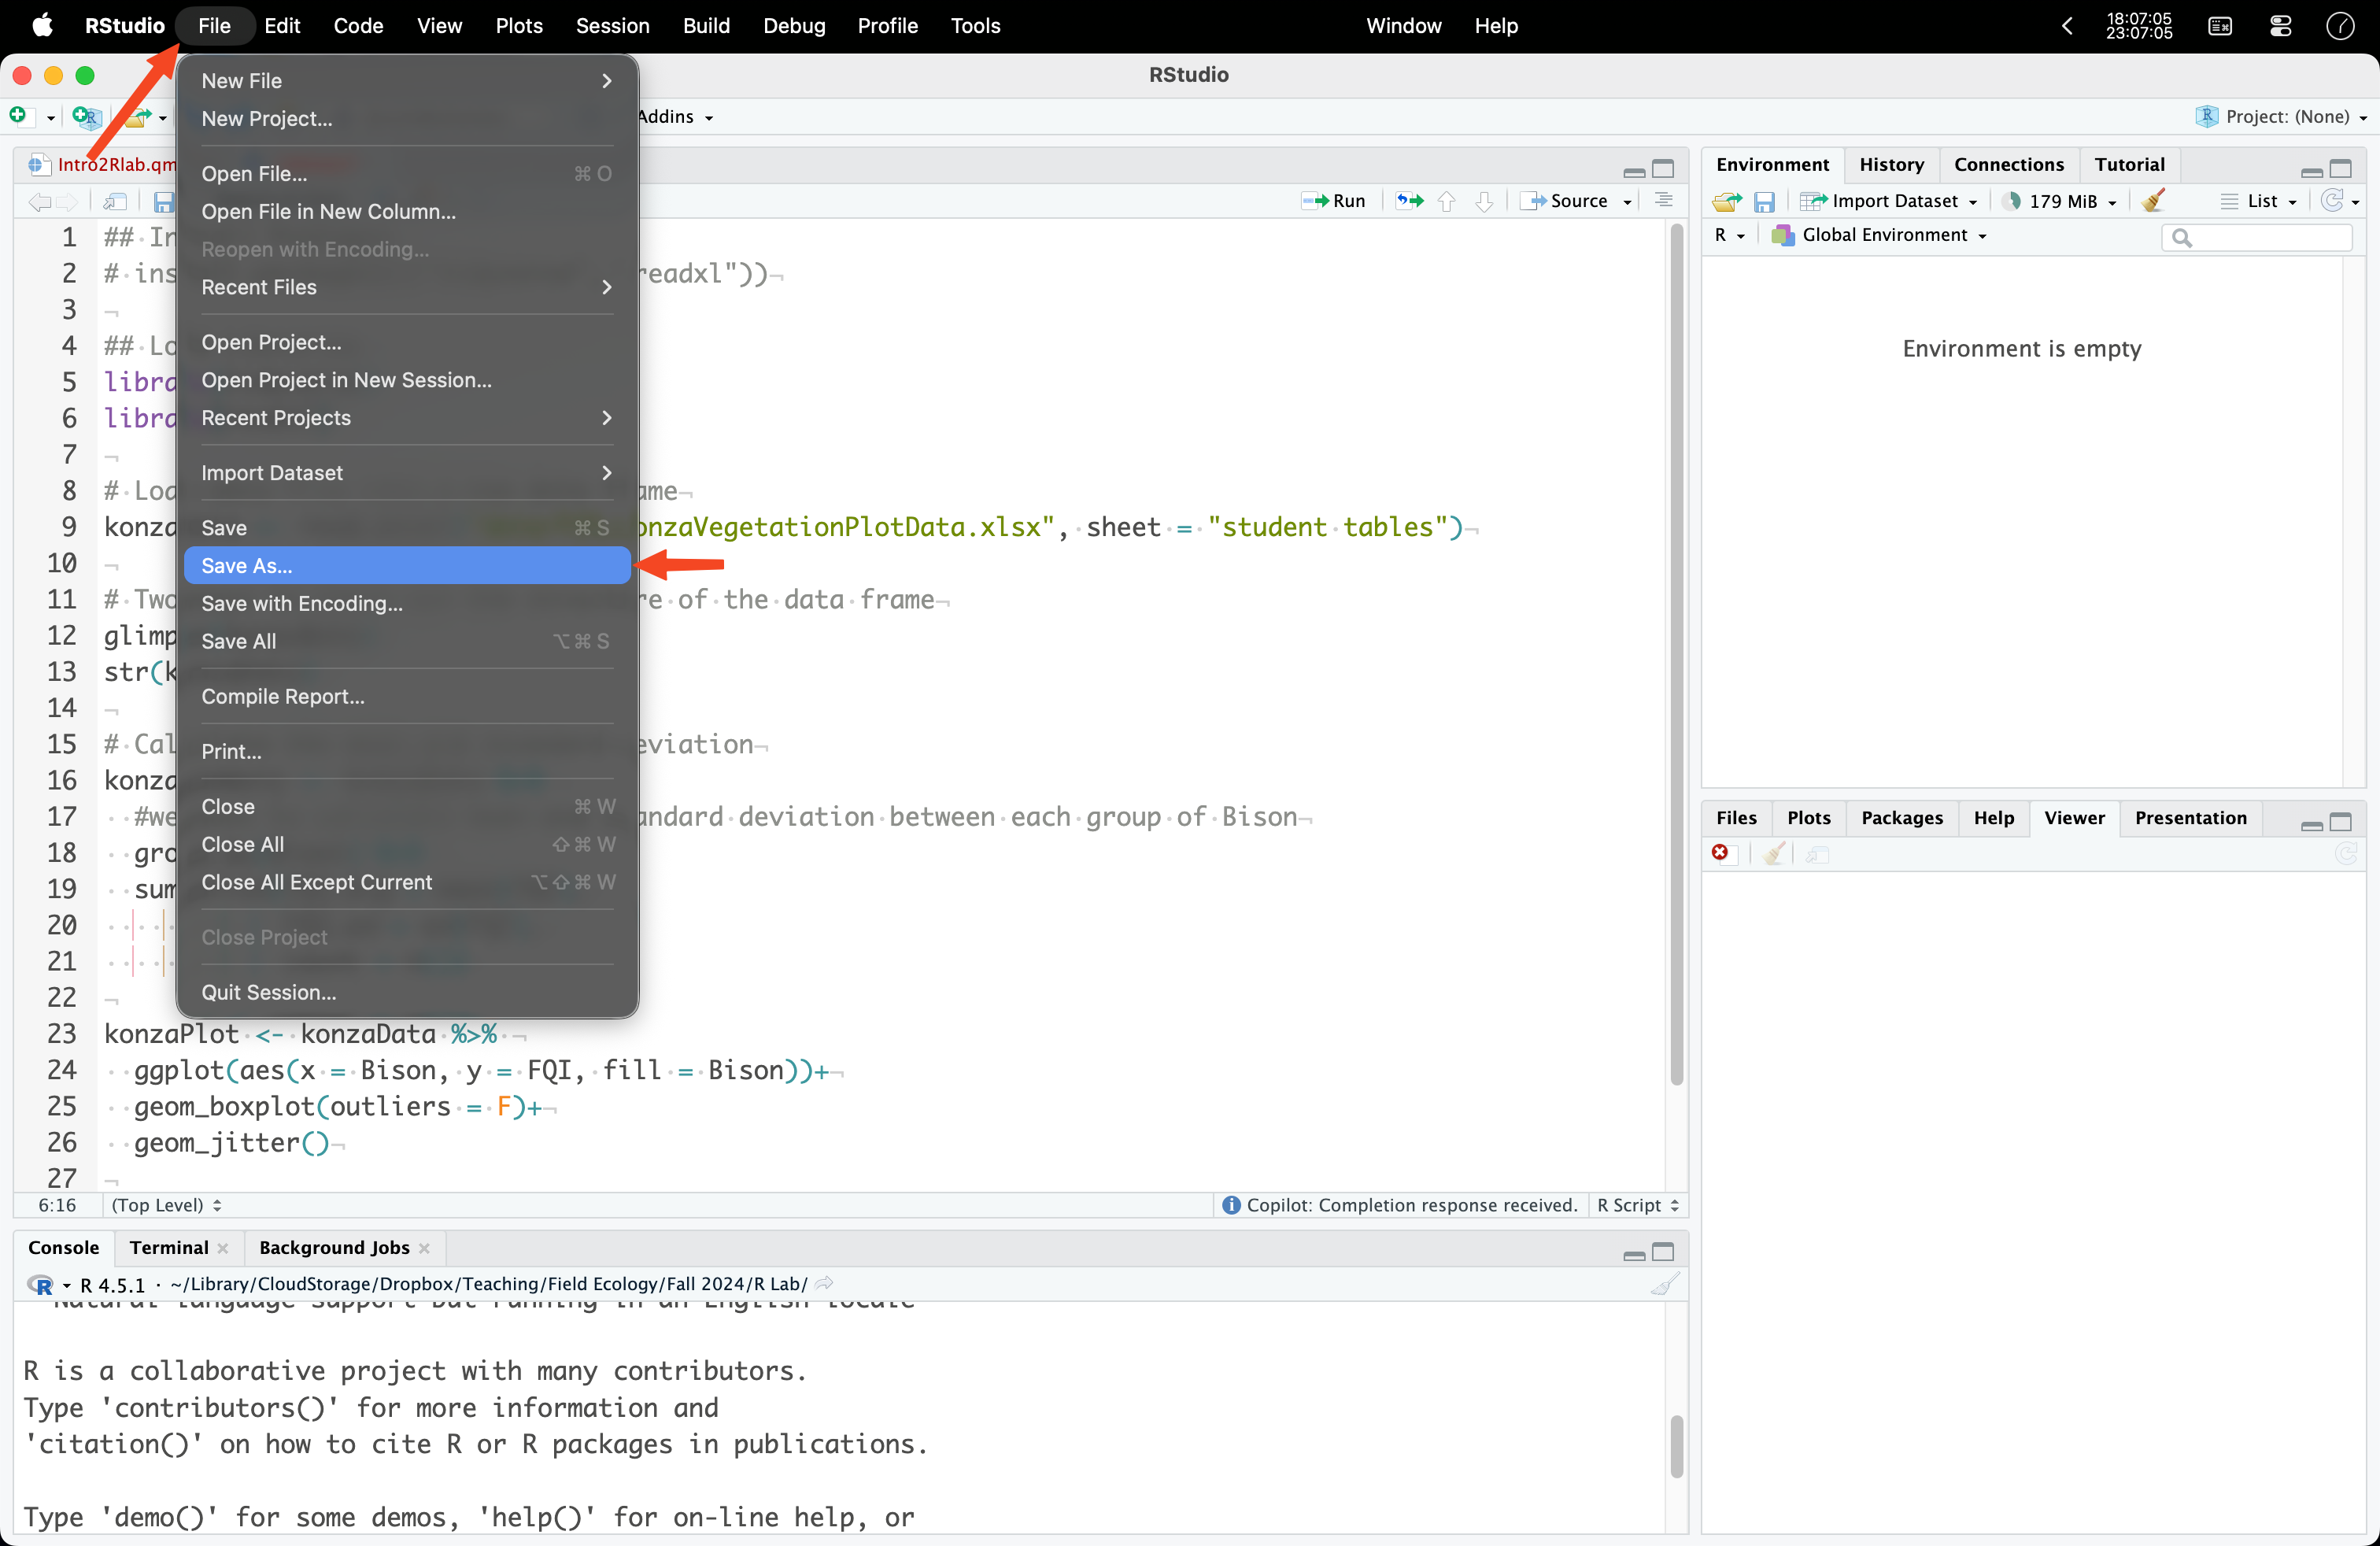 RStudio File Edit Code View Plots Session Build Debug Profile Tools Window Help 18:07:05
23:07:05
RStudio
Addins Project: (None)
New File
New Project...
Open File... ⌘ O
Open File in New Column...
Reopen with Encoding...
Recent Files
Open Project...
Open Project in New Session...
Recent Projects
Import Dataset
Save ⌘ S
Save As...
Save with Encoding...
Save All ⌥ ⌘ S
Compile Report...
Print...
Close ⌘ W
Close All ⇧ ⌘ W
Close All Except Current ⌥ ⇧ ⌘ W
Close Project
Quit Session...
Intro2Rlab.qm
Run Source
1 ## In
2 # ins readxl"))
3
4 ## Lo
5 libra
6 libra
7
8 # Loa ame
9 konza onzaVegetationPlotData.xlsx", sheet = "student tables")
10
11 # Two re of the data frame
12 glimp
13 str(k
14
15 # Cal eviation
16 konza
17 #we andard deviation between each group of Bison
18 gro
19 sum
20
21
22
23 konzaPlot <- konzaData %>%
24 ggplot(aes(x = Bison, y = FQI, fill = Bison))+
25 geom_boxplot(outliers = F)+
26 geom_jitter()
27
6:16 (Top Level) Copilot: Completion response received. R Script
Console Terminal Background Jobs
R 4.5.1 · ~/Library/CloudStorage/Dropbox/Teaching/Field Ecology/Fall 2024/R Lab/
Natural language support but running in an English locale
R is a collaborative project with many contributors.
Type 'contributors()' for more information and
'citation()' on how to cite R or R packages in publications.
Type 'demo()' for some demos, 'help()' for on-line help, or
Environment History Connections Tutorial
Import Dataset 179 MiB List
R Global Environment
Environment is empty
Files Plots Packages Help Viewer Presentation